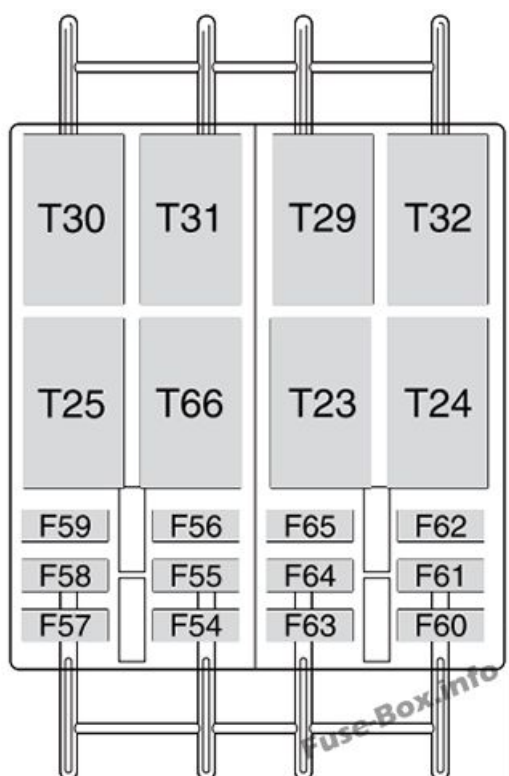 T30 T31 T29 T32
T25 T66 T23 T24
F59 F56 F65 F62
F58 F55 F64 F61
F57 F54 F63 F60
Fuse-Box.info